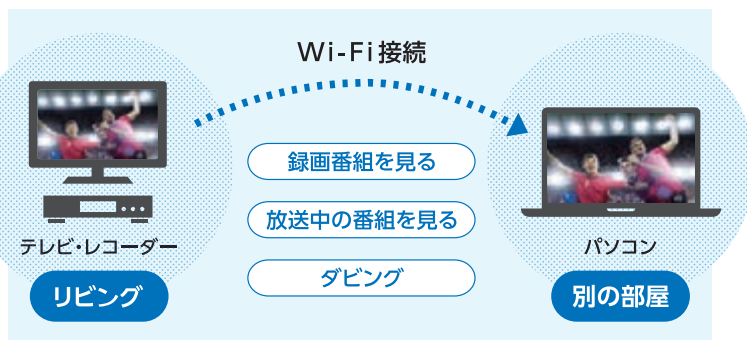 Wi-Fi接続
録画番組を見る
放送中の番組を見る
ダビング
テレビ・レコーダー
リビング
パソコン
別の部屋